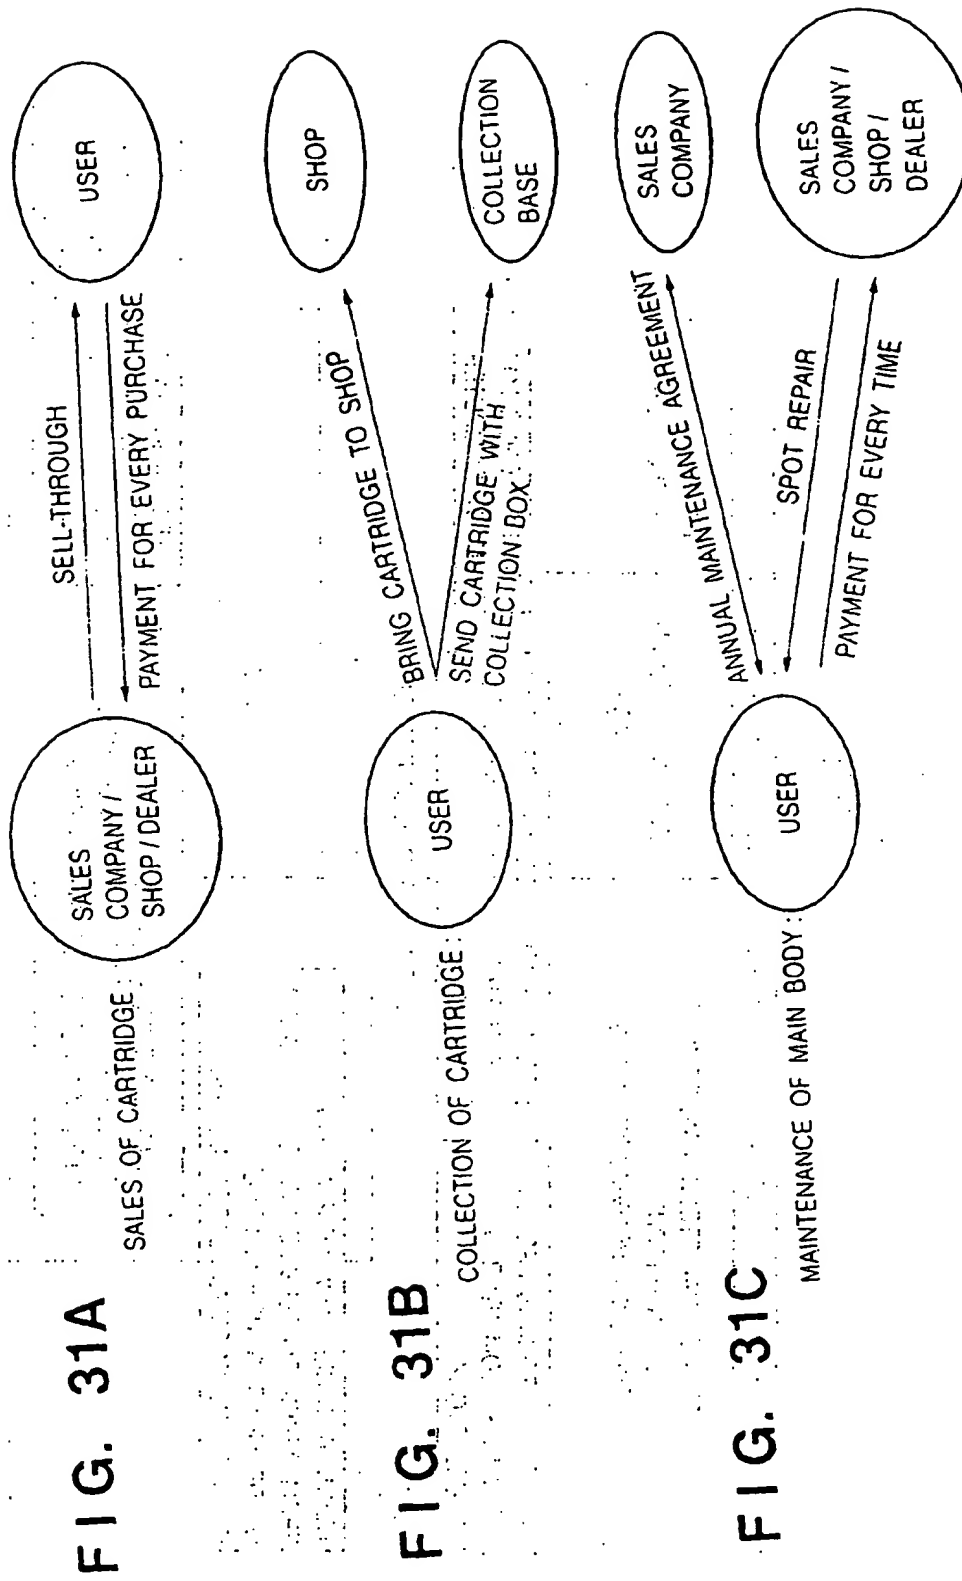 FIG. 31A
SALES OF CARTRIDGE :
SALES
COMPANY /
SHOP / DEALER
SELL-THROUGH
PAYMENT FOR EVERY PURCHASE
USER
FIG. 31B
COLLECTION OF CARTRIDGE :
USER
BRING CARTRIDGE TO SHOP
SEND CARTRIDGE WITH
COLLECTION BOX
SHOP
COLLECTION
BASE
FIG. 31C
MAINTENANCE OF MAIN BODY :
USER
ANNUAL MAINTENANCE AGREEMENT
SPOT REPAIR
PAYMENT FOR EVERY TIME
SALES
COMPANY
SALES
COMPANY /
SHOP /
DEALER